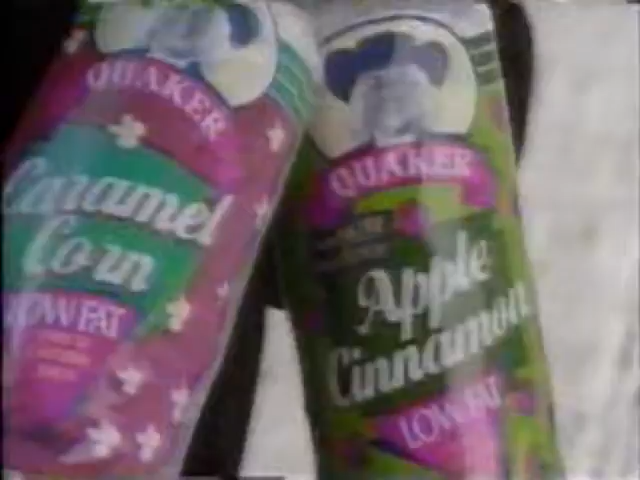 QUAKER
Caramel
Corn
LOW FAT
QUAKER
Apple
Cinnamon
LOW FAT